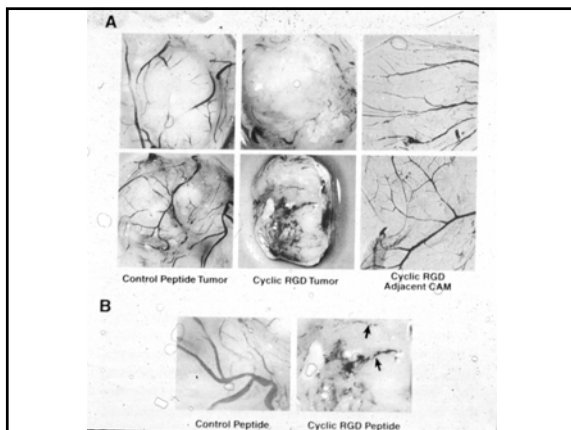 A
Control Peptide Tumor
Cyclic RGD Tumor
Cyclic RGD
Adjacent CAM
B
Control Peptide
Cyclic RGD Peptide